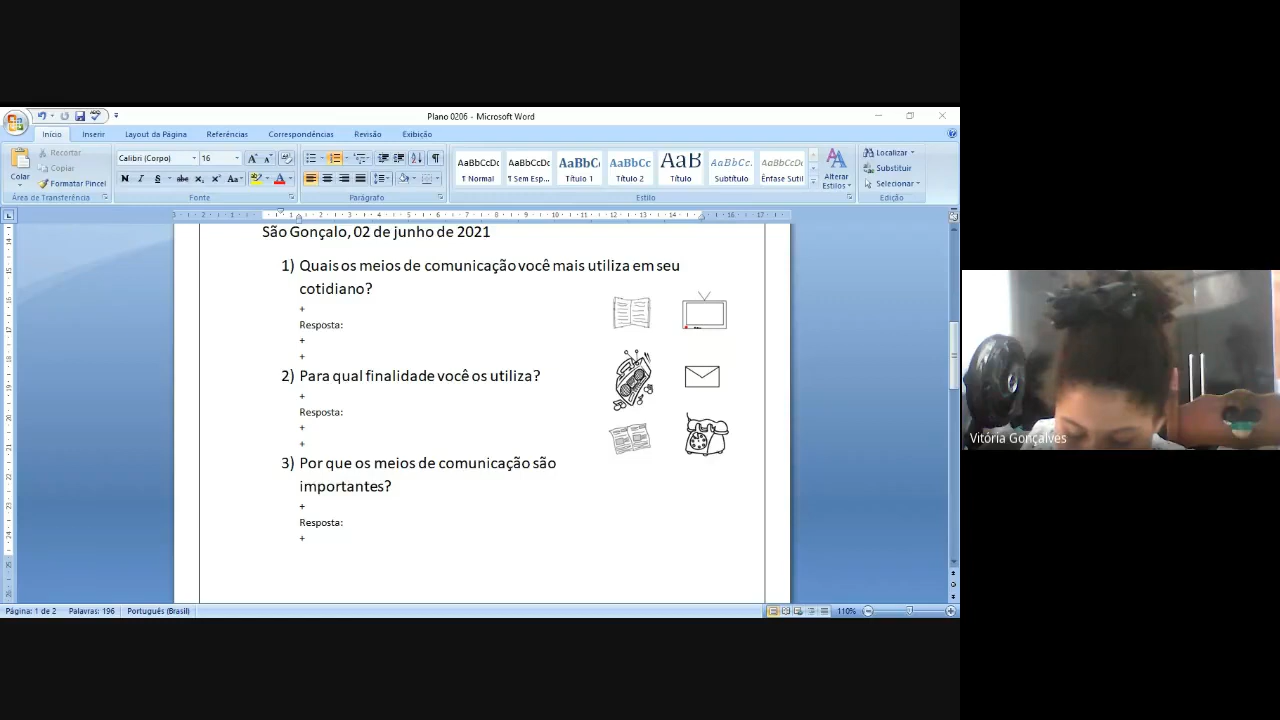 Plano 0206 - Microsoft Word
Início Inserir Layout da Página Referências Correspondências Revisão Exibição
Colar
Recortar
Copiar
Formatar Pincel
Área de Transferência
Calibri (Corpo) 16
Fonte
Parágrafo
AaBbCcDc AaBbCcDc AaBbC AaBbCc AaB AaBbCc. AaBbCcDc
¶ Normal ¶ Sem Esp... Título 1 Título 2 Título Subtítulo Ênfase Sutil
Alterar Estilos
Estilo
Localizar
Substituir
Selecionar
Edição
São Gonçalo, 02 de junho de 2021
1) Quais os meios de comunicação você mais utiliza em seu
cotidiano?
+
Resposta:
+
+
2) Para qual finalidade você os utiliza?
+
Resposta:
+
+
3) Por que os meios de comunicação são
importantes?
+
Resposta:
+
Página: 1 de 2 Palavras: 196 Português (Brasil) 110%
Vitória Gonçalves